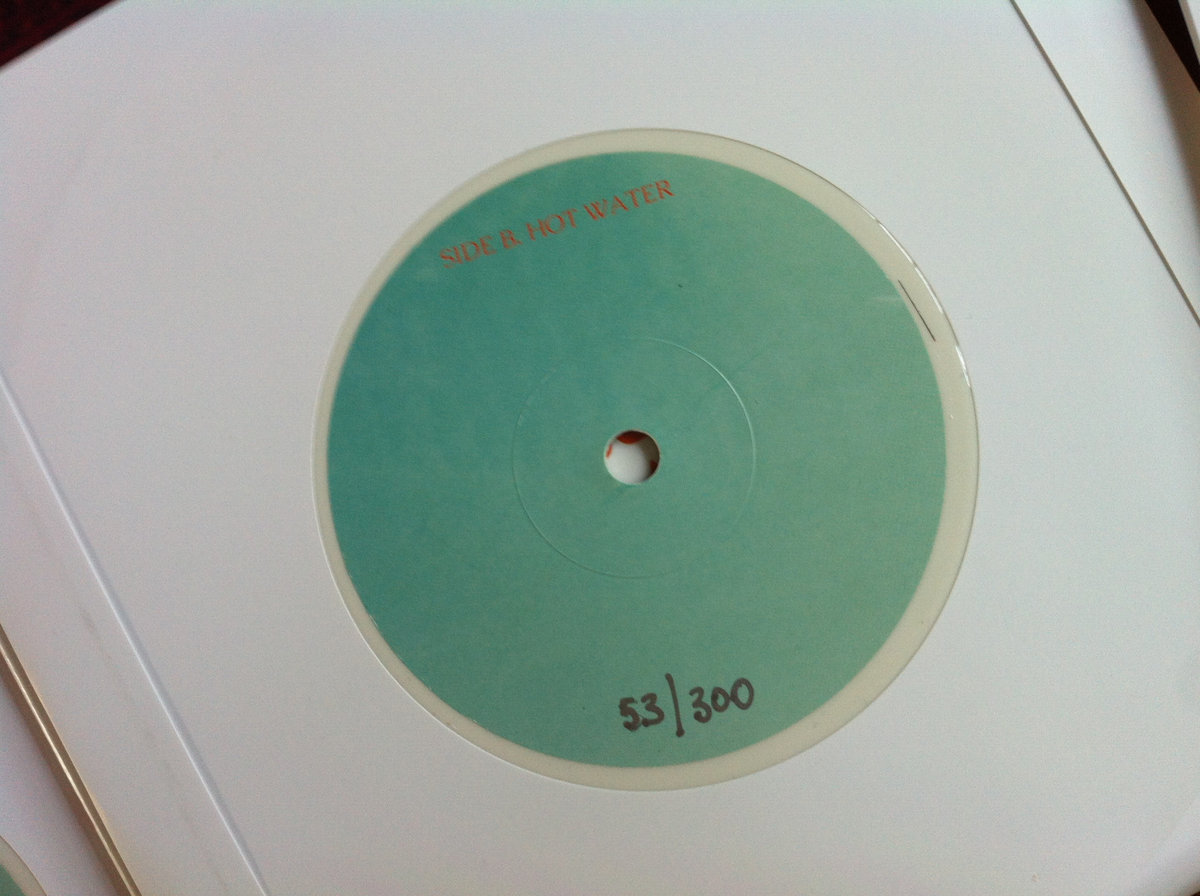 SIDE B. HOT WATER
53/300